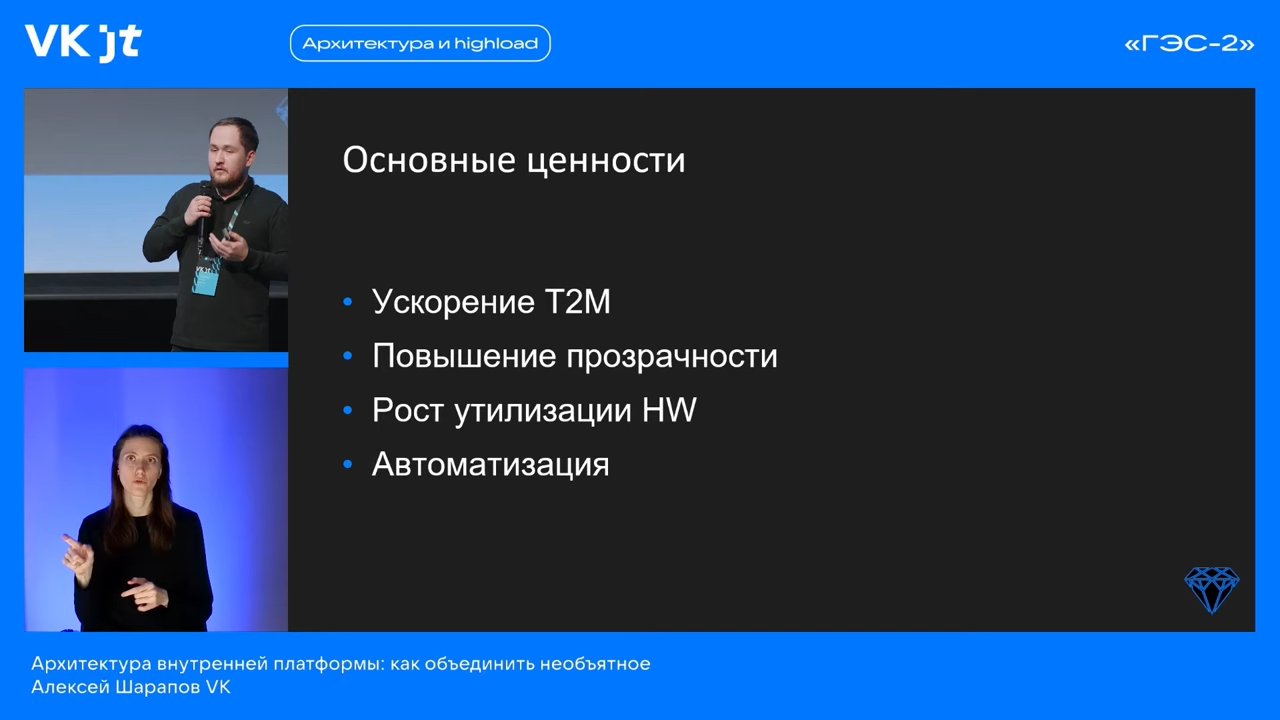 VK jt
Архитектура и highload
«ГЭС-2»
Основные ценности
• Ускорение T2M
• Повышение прозрачности
• Рост утилизации HW
• Автоматизация
Архитектура внутренней платформы: как объединить необъятное
Алексей Шарапов VK